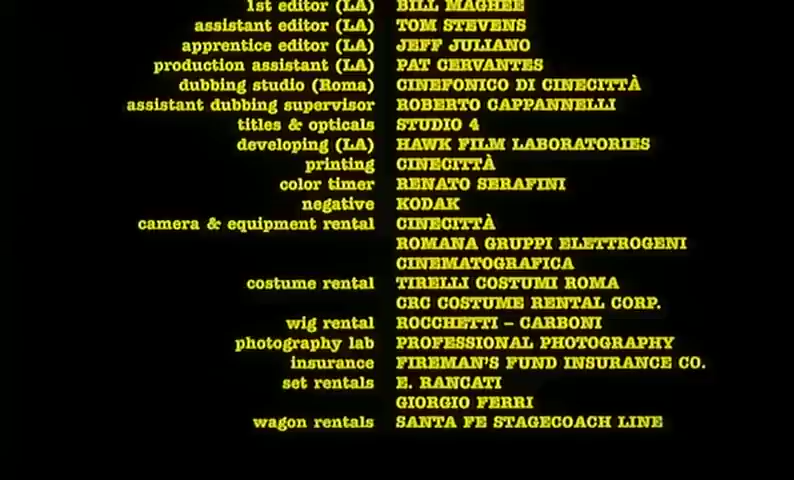 1st editor (LA) BILL MAGHEE
assistant editor (LA) TOM STEVENS
apprentice editor (LA) JEFF JULIANO
production assistant (LA) PAT CERVANTES
dubbing studio (Roma) CINEFONICO DI CINECITTÀ
assistant dubbing supervisor ROBERTO CAPPANNELLI
titles & opticals STUDIO 4
developing (LA) HAWK FILM LABORATORIES
printing CINECITTÀ
color timer RENATO SERAFINI
negative KODAK
camera & equipment rental CINECITTÀ
ROMANA GRUPPI ELETTROGENI
CINEMATOGRAFICA
costume rental TIRELLI COSTUMI ROMA
CRC COSTUME RENTAL CORP.
wig rental ROCCHETTI – CARBONI
photography lab PROFESSIONAL PHOTOGRAPHY
insurance FIREMAN'S FUND INSURANCE CO.
set rentals E. RANCATI
GIORGIO FERRI
wagon rentals SANTA FE STAGECOACH LINE